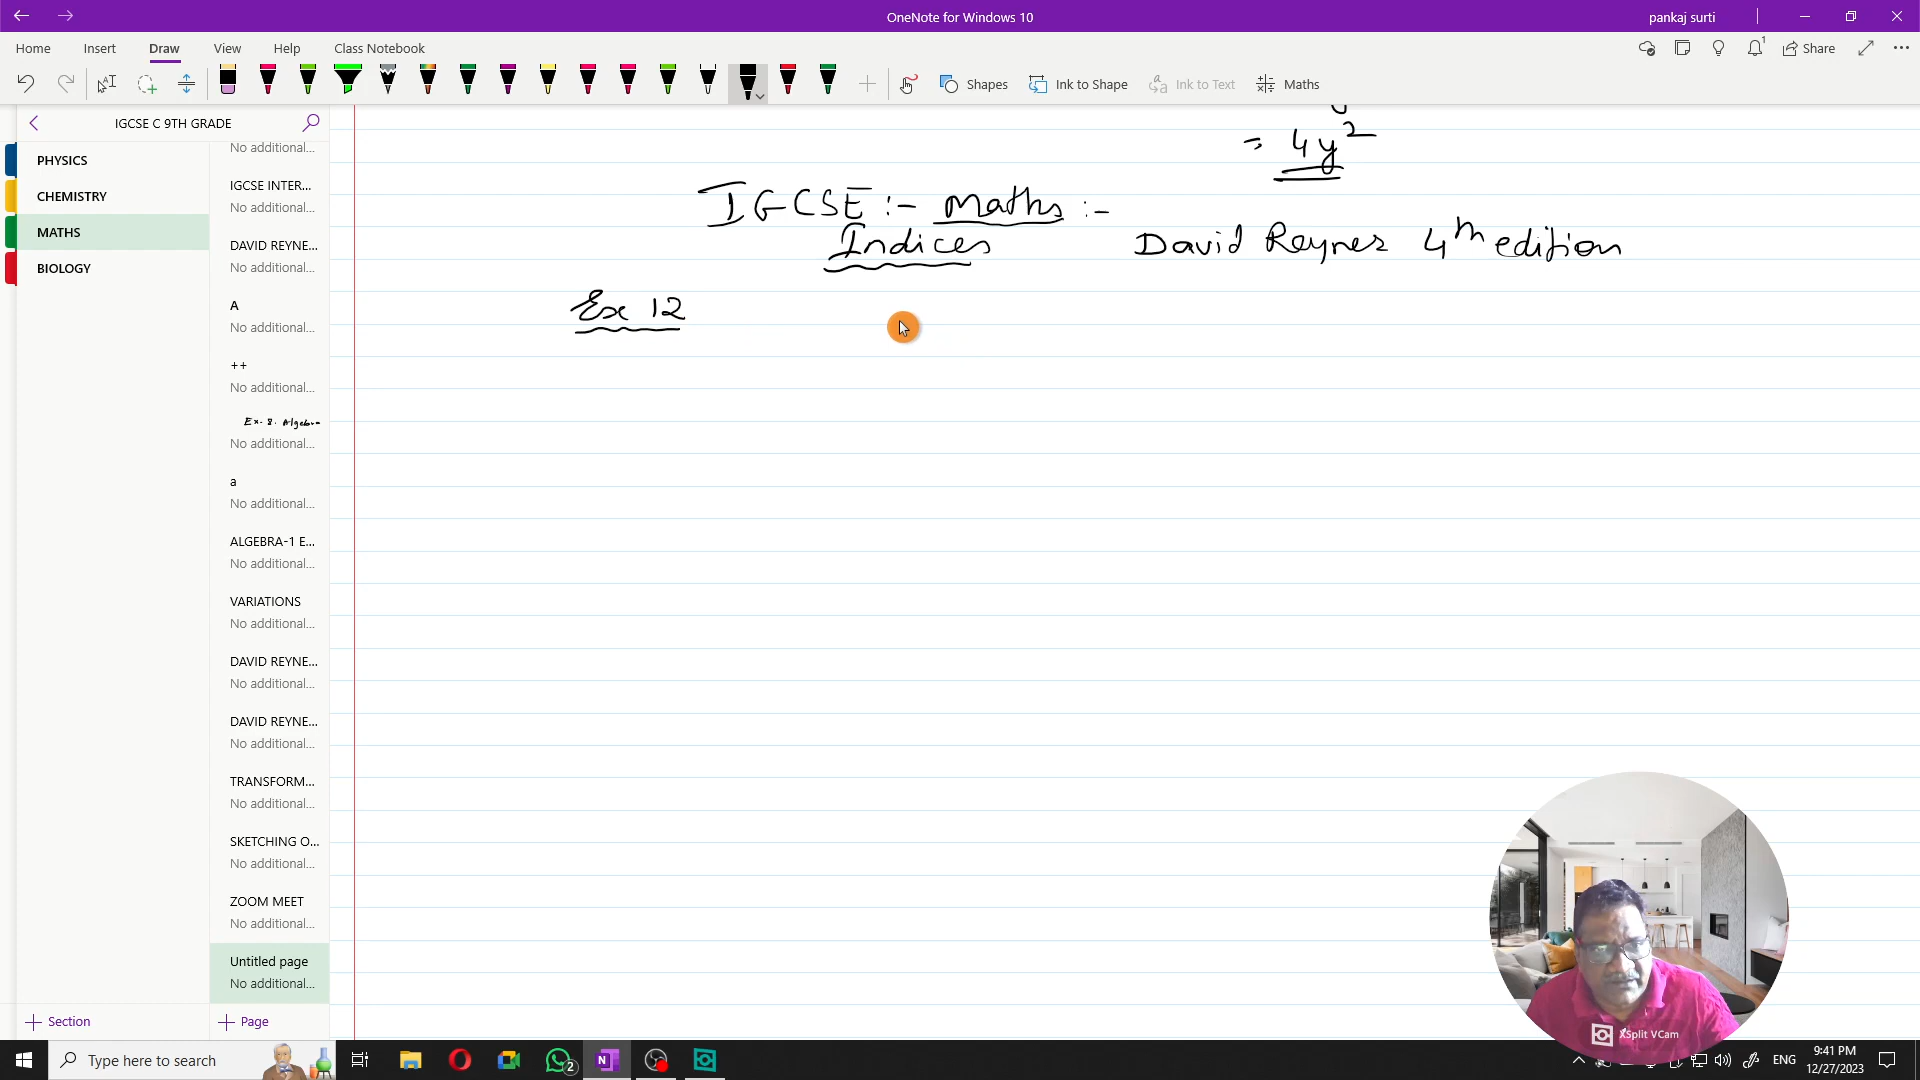 OneNote for Windows 10
pankaj surti
Home Insert Draw View Help Class Notebook
Share
Shapes Ink to Shape Ink to Text Maths
IGCSE C 9TH GRADE
PHYSICS
CHEMISTRY
MATHS
BIOLOGY
No additional...
IGCSE INTER...
No additional...
DAVID REYNE...
No additional...
A
No additional...
++
No additional...
Ex. 8. Algebra
No additional...
a
No additional...
ALGEBRA-1 E...
No additional...
VARIATIONS
No additional...
DAVID REYNE...
No additional...
DAVID REYNE...
No additional...
TRANSFORM...
No additional...
SKETCHING O...
No additional...
ZOOM MEET
No additional...
Untitled page
No additional...
Section
Page
= 4y²
IGCSE :- Maths :-
Indices David Reyner 4th edition
Ex 12
XSplit VCam
Type here to search
2
N
ENG
9:41 PM
12/27/2023